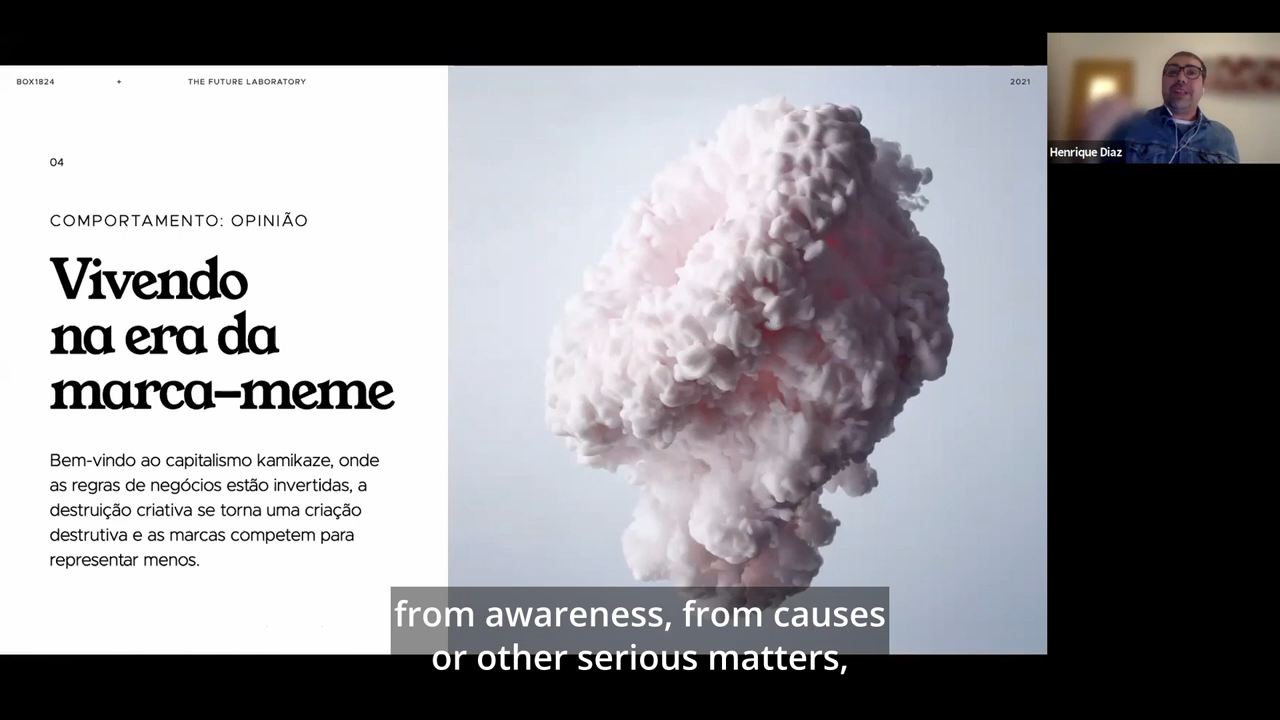 BOX1824 + THE FUTURE LABORATORY 2021
04
COMPORTAMENTO: OPINIÃO
Vivendo
na era da
marca–meme
Bem-vindo ao capitalismo kamikaze, onde
as regras de negócios estão invertidas, a
destruição criativa se torna uma criação
destrutiva e as marcas competem para
representar menos.
Henrique Diaz
from awareness, from causes
or other serious matters,